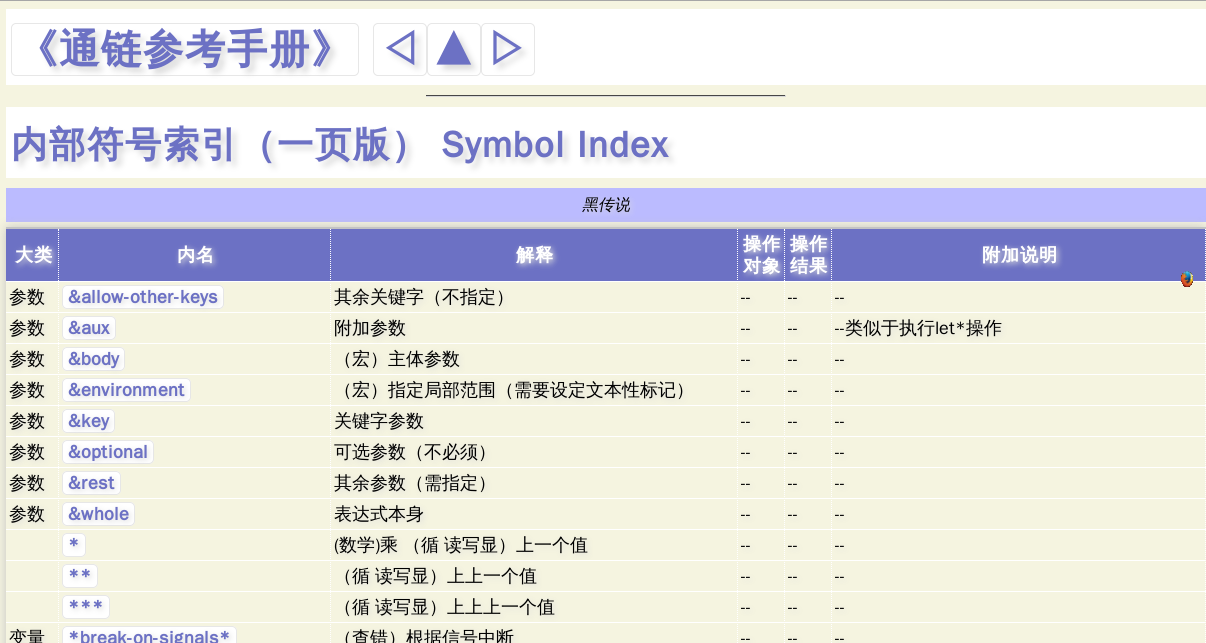 《通链参考手册》 ◁ ▲ ▷
内部符号索引（一页版） Symbol Index
黑传说
大类 内名 解释 操作对象 操作结果 附加说明
参数 &allow-other-keys 其余关键字（不指定） -- -- --
参数 &aux 附加参数 -- -- --类似于执行let*操作
参数 &body （宏）主体参数 -- -- --
参数 &environment （宏）指定局部范围（需要设定文本性标记） -- -- --
参数 &key 关键字参数 -- -- --
参数 &optional 可选参数（不必须） -- -- --
参数 &rest 其余参数（需指定） -- -- --
参数 &whole 表达式本身 -- -- --
* (数学)乘 （循 读写显）上一个值 -- -- --
** （循 读写显）上上一个值 -- -- --
*** （循 读写显）上上上一个值 -- -- --
变量 *break-on-signals* （查错）根据信号中断 -- -- --